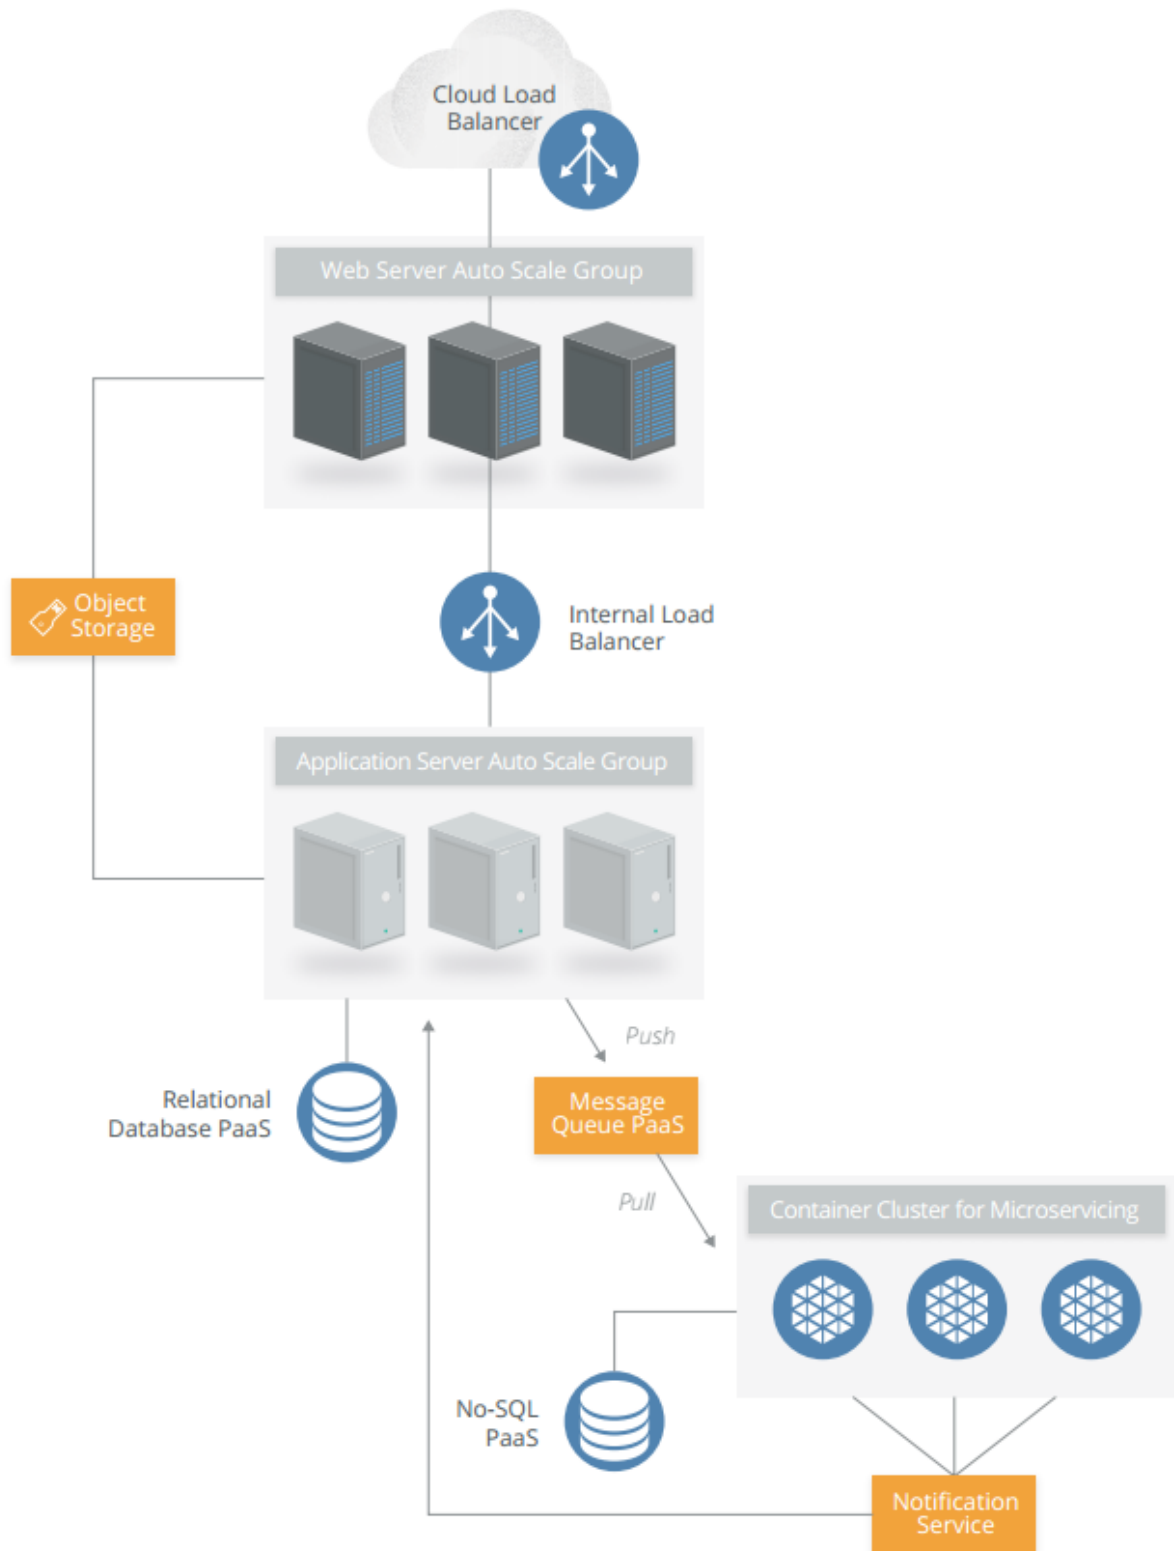 Cloud Load
Balancer
Web Server Auto Scale Group
Object
Storage
Internal Load
Balancer
Application Server Auto Scale Group
Push
Relational
Database PaaS
Message
Queue PaaS
Pull
Container Cluster for Microservicing
No-SQL
PaaS
Notification
Service